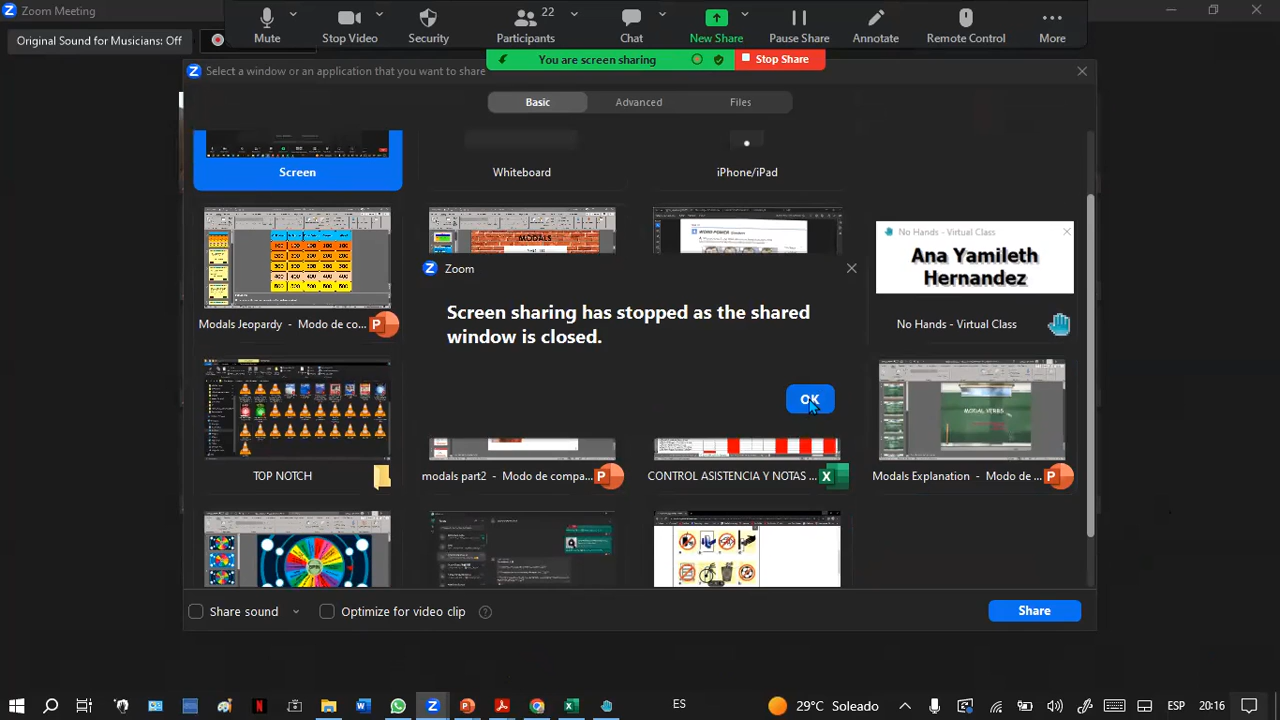 Zoom Meeting
Original Sound for Musicians: Off
Mute
Stop Video
Security
22
Participants
Chat
New Share
Pause Share
Annotate
Remote Control
More
You are screen sharing
Stop Share
Select a window or an application that you want to share
Basic
Advanced
Files
Screen
Whiteboard
iPhone/iPad
MODALS
WORD POWER
No Hands - Virtual Class
Ana Yamileth
Hernandez
Modals Jeopardy - Modo de co...
No Hands - Virtual Class
Zoom
Screen sharing has stopped as the shared
window is closed.
OK
MODAL VERBS
TOP NOTCH
modals part2 - Modo de compa...
CONTROL ASISTENCIA Y NOTAS ...
Modals Explanation - Modo de ...
Share sound
Optimize for video clip
Share
ES
29°C Soleado
ESP
20:16